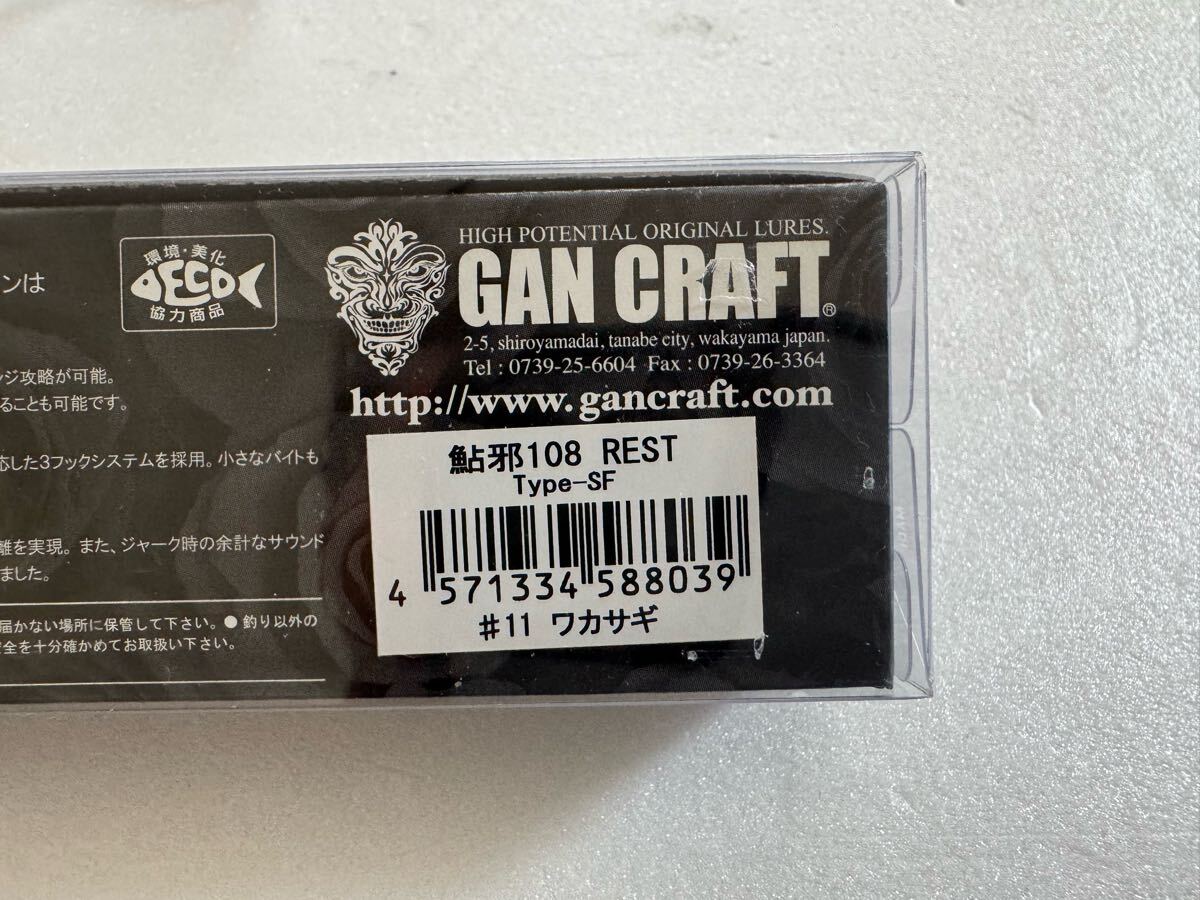 環境・美化
DECO
協力商品
ンは
ンジ攻略が可能。
ることも可能です。
応した3フックシステムを採用。小さなバイトも
離を実現。また、ジャーク時の余計なサウンド
ました。
届かない場所に保管して下さい。●釣り以外の
安全を十分確かめてお取扱い下さい。
HIGH POTENTIAL ORIGINAL LURES.
GAN CRAFT®
2-5, shiroyamadai, tanabe city, wakayama japan.
Tel : 0739-25-6604 Fax : 0739-26-3364
http://www.gancraft.com
鮎邪108 REST
Type-SF
4 571334 588039
#11 ワカサギ